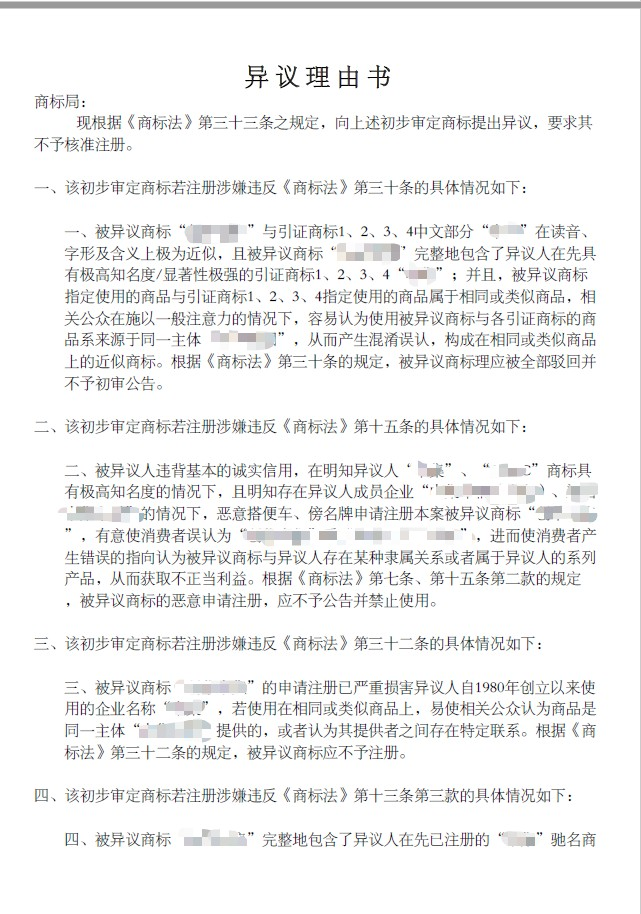 异议理由书
商标局：
现根据《商标法》第三十三条之规定，向上述初步审定商标提出异议，要求其
不予核准注册。
一、该初步审定商标若注册涉嫌违反《商标法》第三十条的具体情况如下：
一、被异议商标“”与引证商标1、2、3、4中文部分“”在读音、
字形及含义上极为近似，且被异议商标“”完整地包含了异议人在先具
有极高知名度/显著性极强的引证商标1、2、3、4“”；并且，被异议商标
指定使用的商品与引证商标1、2、3、4指定使用的商品属于相同或类似商品，相
关公众在施以一般注意力的情况下，容易认为使用被异议商标与各引证商标的商
品系来源于同一主体“”，从而产生混淆误认，构成在相同或类似商品
上的近似商标。根据《商标法》第三十条的规定，被异议商标理应被全部驳回并
不予初审公告。
二、该初步审定商标若注册涉嫌违反《商标法》第十五条的具体情况如下：
二、被异议人违背基本的诚实信用，在明知异议人“”、“C”商标具
有极高知名度的情况下，且明知存在异议人成员企业“）、
的情况下，恶意搭便车、傍名牌申请注册本案被异议商标“
”，有意使消费者误认为“”，进而使消费者产
生错误的指向认为被异议商标与异议人存在某种隶属关系或者属于异议人的系列
产品，从而获取不正当利益。根据《商标法》第七条、第十五条第二款的规定
，被异议商标的恶意申请注册，应不予公告并禁止使用。
三、该初步审定商标若注册涉嫌违反《商标法》第三十二条的具体情况如下：
三、被异议商标“”的申请注册已严重损害异议人自1980年创立以来使
用的企业名称“”，若使用在相同或类似商品上，易使相关公众认为商品是
同一主体“提供的，或者认为其提供者之间存在特定联系。根据《商
标法》第三十二条的规定，被异议商标应不予注册。
四、该初步审定商标若注册涉嫌违反《商标法》第十三条第三款的具体情况如下：
四、被异议商标“”完整地包含了异议人在先已注册的“”驰名商